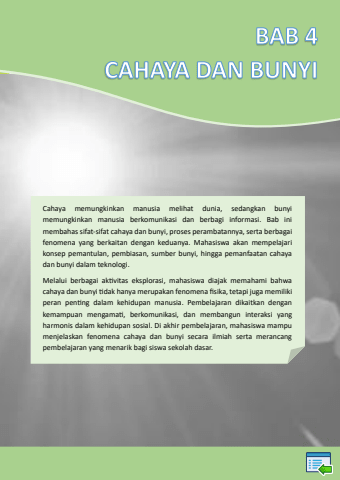 BAB 4
CAHAYA DAN BUNYI
Cahaya memungkinkan manusia melihat dunia, sedangkan bunyi
memungkinkan manusia berkomunikasi dan berbagi informasi. Bab ini
membahas sifat-sifat cahaya dan bunyi, proses perambatannya, serta berbagai
fenomena yang berkaitan dengan keduanya. Mahasiswa akan mempelajari
konsep pemantulan, pembiasan, sumber bunyi, hingga pemanfaatan cahaya
dan bunyi dalam teknologi.
Melalui berbagai aktivitas eksplorasi, mahasiswa diajak memahami bahwa
cahaya dan bunyi tidak hanya merupakan fenomena fisika, tetapi juga memiliki
peran penting dalam kehidupan manusia. Pembelajaran dikaitkan dengan
kemampuan mengamati, berkomunikasi, dan membangun interaksi yang
harmonis dalam kehidupan sosial. Di akhir pembelajaran, mahasiswa mampu
menjelaskan fenomena cahaya dan bunyi secara ilmiah serta merancang
pembelajaran yang menarik bagi siswa sekolah dasar.